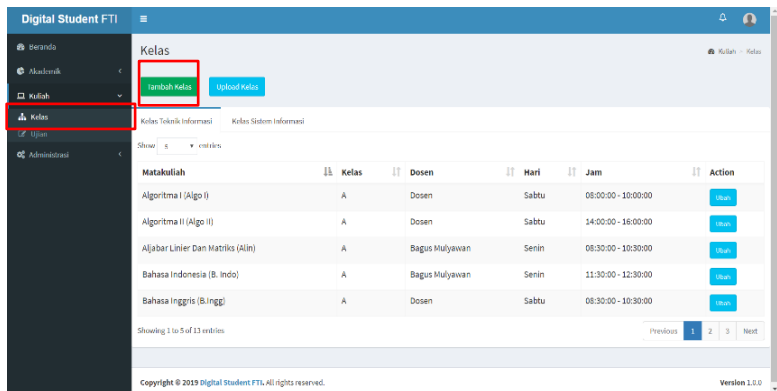 Digital Student FTI
Beranda
Akademik
Kuliah
Kelas
Ujian
Administrasi
Kelas
Kuliah > Kelas
Tambah Kelas Upload Kelas
Kelas Teknik Informasi Kelas Sistem Informasi
Show 5 entries
Matakuliah Kelas Dosen Hari Jam Action
Algoritma I (Algo I) A Dosen Sabtu 08:00:00 - 10:00:00 Ubah
Algoritma II (Algo II) A Dosen Sabtu 14:00:00 - 16:00:00 Ubah
Aljabar Linier Dan Matriks (Alin) A Bagus Mulyawan Senin 08:30:00 - 10:30:00 Ubah
Bahasa Indonesia (B. Indo) A Bagus Mulyawan Senin 11:30:00 - 12:30:00 Ubah
Bahasa Inggris (B.Ingg) A Dosen Sabtu 08:30:00 - 10:30:00 Ubah
Showing 1 to 5 of 13 entries
Previous 1 2 3 Next
Copyright © 2019 Digital Student FTI. All rights reserved.
Version 1.0.0